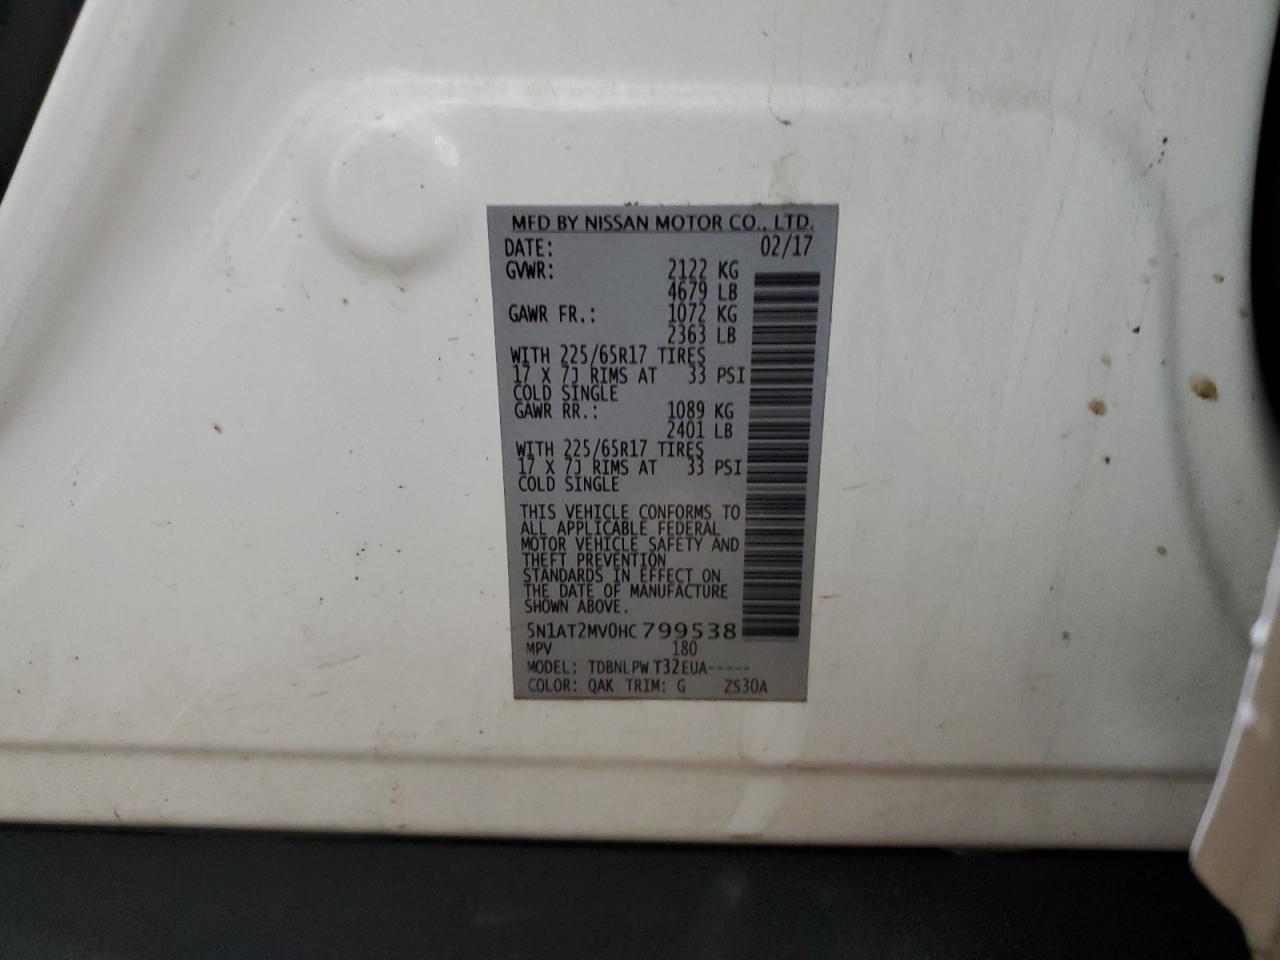 MFD BY NISSAN MOTOR CO., LTD.
DATE: 02/17
GVWR: 2122 KG
4679 LB
GAWR FR.: 1072 KG
2363 LB
WITH 225/65R17 TIRES
17 X 7J RIMS AT 33 PSI
COLD SINGLE
GAWR RR.: 1089 KG
2401 LB
WITH 225/65R17 TIRES
17 X 7J RIMS AT 33 PSI
COLD SINGLE
THIS VEHICLE CONFORMS TO
ALL APPLICABLE FEDERAL
MOTOR VEHICLE SAFETY AND
THEFT PREVENTION
STANDARDS IN EFFECT ON
THE DATE OF MANUFACTURE
SHOWN ABOVE.
5N1AT2MV0HC799538
MPV 180
MODEL: TDBNLPW T32EUA-----
COLOR: QAK TRIM: G ZS30A